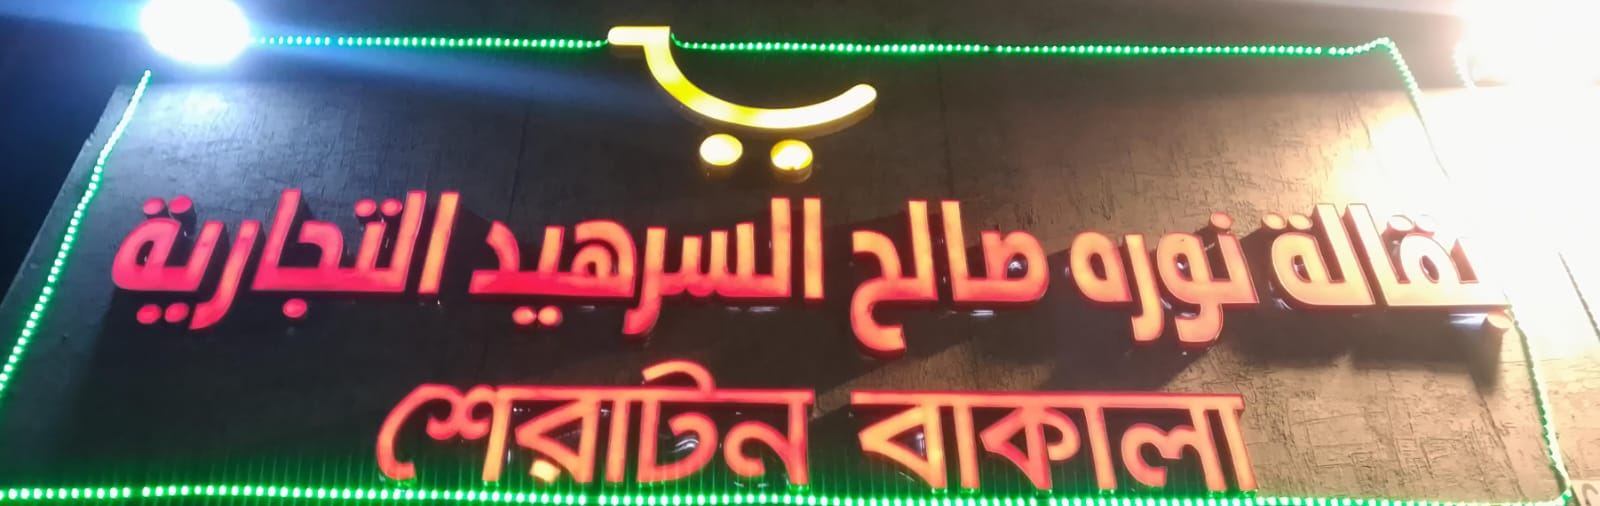 بقالة نوره صالح السرهيد التجارية
শেরাটন বাকালা